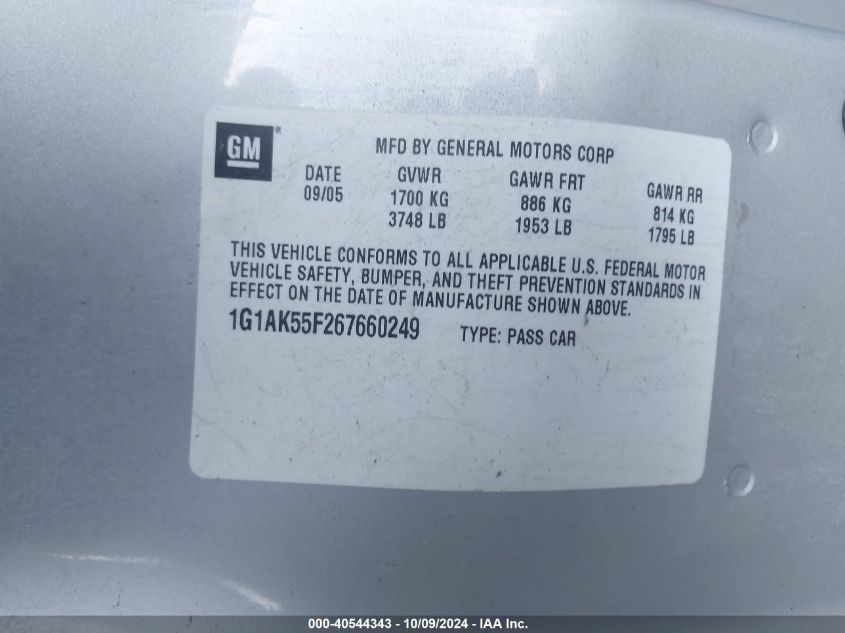 GM ®
MFD BY GENERAL MOTORS CORP
DATE GVWR GAWR FRT GAWR RR
09/05 1700 KG 886 KG 814 KG
3748 LB 1953 LB 1795 LB
THIS VEHICLE CONFORMS TO ALL APPLICABLE U.S. FEDERAL MOTOR
VEHICLE SAFETY, BUMPER, AND THEFT PREVENTION STANDARDS IN
EFFECT ON THE DATE OF MANUFACTURE SHOWN ABOVE.
1G1AK55F267660249 TYPE: PASS CAR
000-40544343 - 10/09/2024 - IAA Inc.